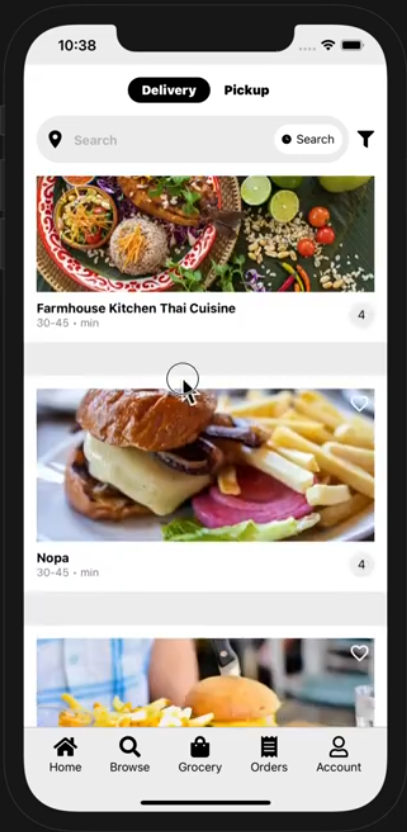 10:38
Delivery Pickup
Search Search
Farmhouse Kitchen Thai Cuisine
30-45 • min
4
Nopa
30-45 • min
4
Home Browse Grocery Orders Account